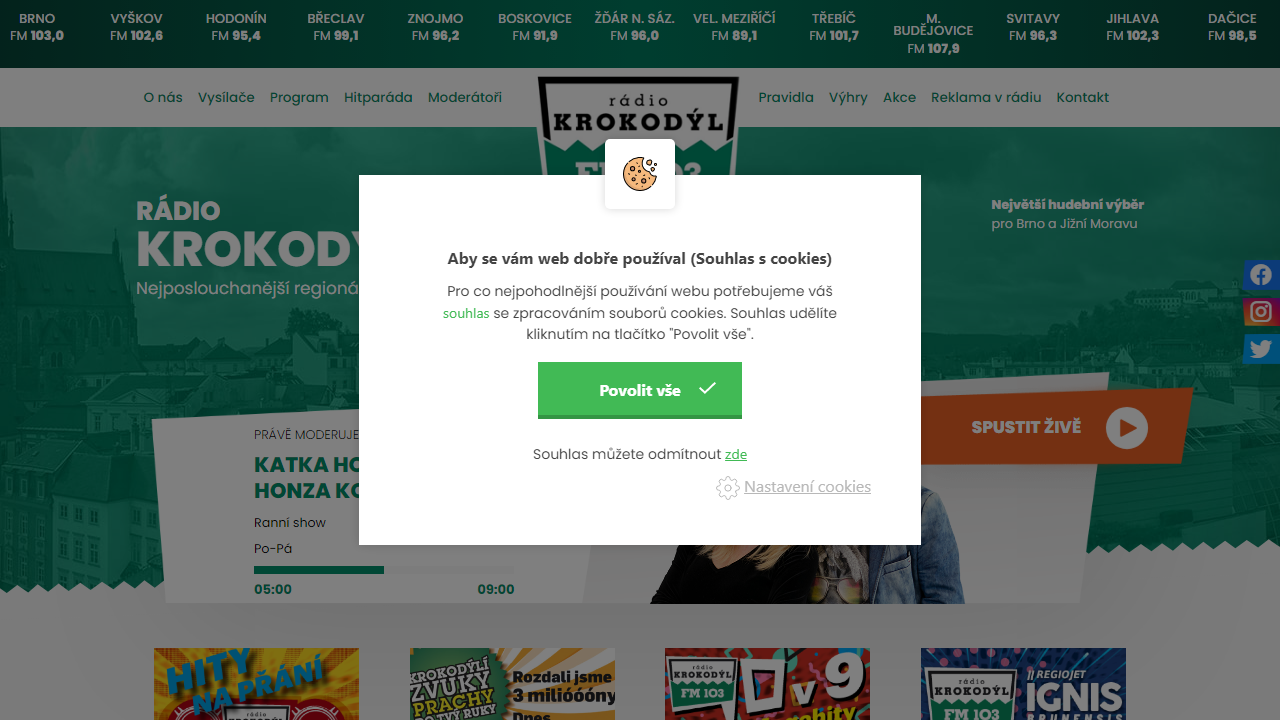 BRNO
FM 103,0
VYŠKOV
FM 102,6
HODONÍN
FM 95,4
BŘECLAV
FM 99,1
ZNOJMO
FM 96,2
BOSKOVICE
FM 91,9
ŽĎÁR N. SÁZ.
FM 96,0
VEL. MEZIŘÍČÍ
FM 89,1
TŘEBÍČ
FM 101,7
M.
BUDĚJOVICE
FM 107,9
SVITAVY
FM 96,3
JIHLAVA
FM 102,3
DAČICE
FM 98,5
O nás
Vysílače
Program
Hitparáda
Moderátoři
rádio
KROKODÝL
FM 103
Pravidla
Výhry
Akce
Reklama v rádiu
Kontakt
RÁDIO
KROKODÝ
Nejposlouchanější regioná
Největší hudební výběr
pro Brno a Jižní Moravu
Aby se vám web dobře používal (Souhlas s cookies)
Pro co nejpohodlnější používání webu potřebujeme váš
souhlas se zpracováním souborů cookies. Souhlas udělíte
kliknutím na tlačítko "Povolit vše".
Povolit vše
Souhlas můžete odmítnout zde
Nastavení cookies
PRÁVĚ MODERUJE
KATKA HO
HONZA KO
Ranní show
Po-Pá
05:00
09:00
SPUSTIT ŽIVĚ
HITY
NA PŘÁNÍ
rádio
KROKODÝLÍ
ZVUKY
PRACHY
DO TVÝ RUKY
Rozdali jsme
3 milióóóny
Dnes
rádio
KROKODÝL
FM 103
v 9
rádio
KROKODÝL
FM 103
REGIOJET
IGNIS
BRUNENSIS